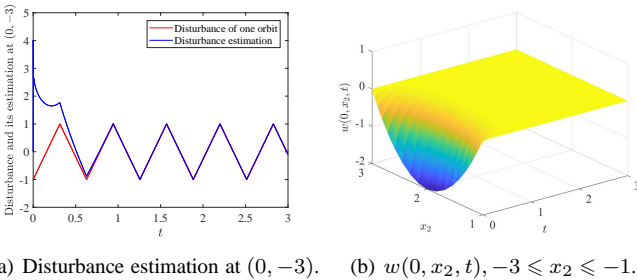 Disturbance and its estimation at (0, −3)
5
4
3
2
1
0
-1
-2
0
0.5
1
1.5
2
2.5
3
t
Disturbance of one orbit
Disturbance estimation
w(0, x₂, t)
1
0
-1
-2
3
2
1
x₂
0
1
2
3
t
a) Disturbance estimation at (0, −3).
(b) w(0, x₂, t), −3 ⩽ x₂ ⩽ −1.